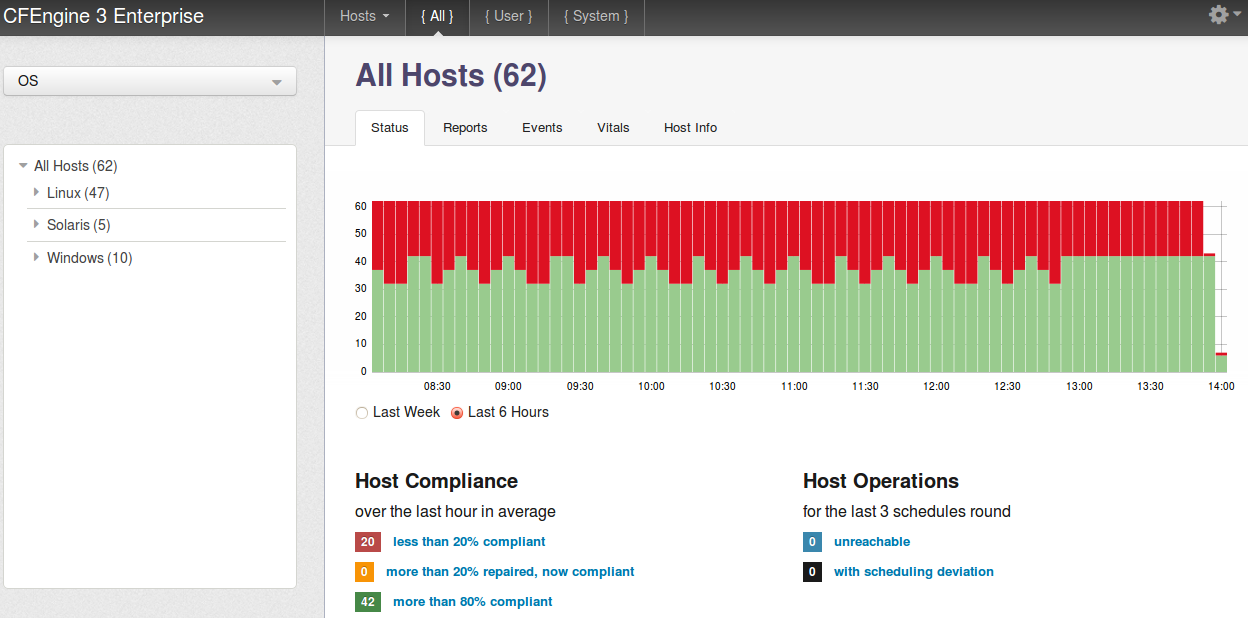 CFEngine 3 Enterprise
Hosts
{ All }
{ User }
{ System }
OS
All Hosts (62)
Linux (47)
Solaris (5)
Windows (10)
All Hosts (62)
Status
Reports
Events
Vitals
Host Info
60
50
40
30
20
10
0
08:30 09:00 09:30 10:00 10:30 11:00 11:30 12:00 12:30 13:00 13:30 14:00
Last Week
Last 6 Hours
Host Compliance
over the last hour in average
20 less than 20% compliant
0 more than 20% repaired, now compliant
42 more than 80% compliant
Host Operations
for the last 3 schedules round
0 unreachable
0 with scheduling deviation